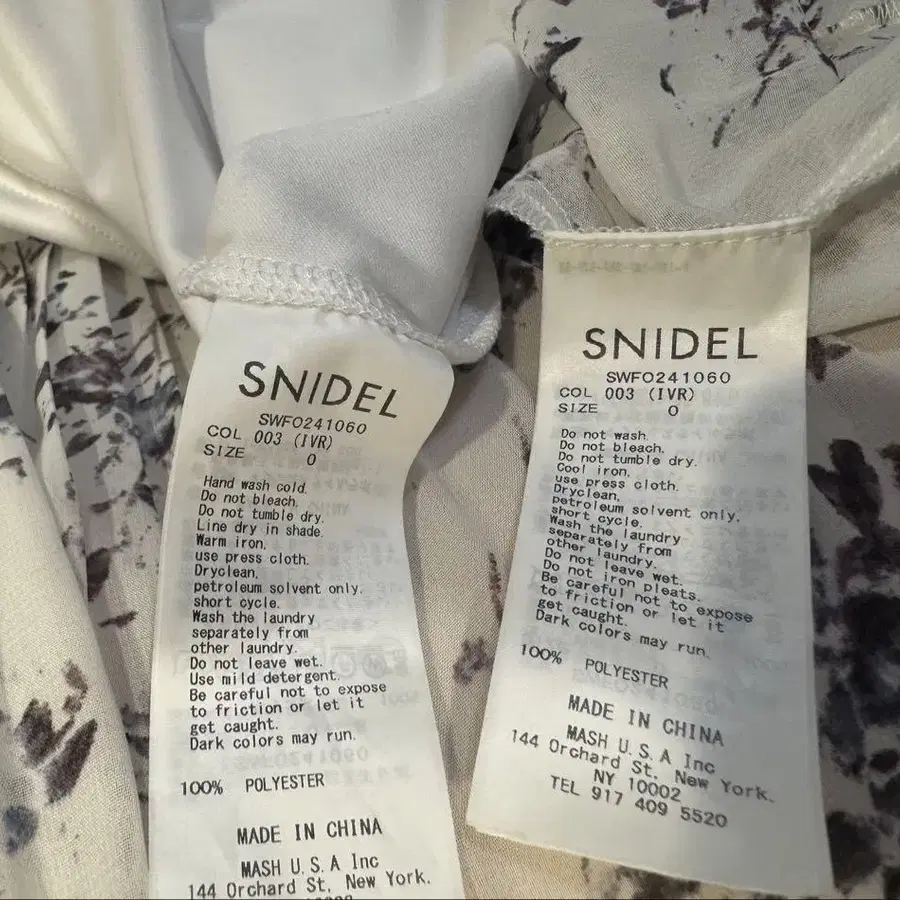 SNIDEL
SWFO241060
COL 003 (IVR)
SIZE 0
Hand wash cold.
Do not bleach.
Do not tumble dry.
Line dry in shade.
Warm iron.
use press cloth.
Dryclean,
petroleum solvent only.
short cycle.
Wash the laundry
separately from
other laundry.
Do not leave wet.
Use mild detergent.
Be careful not to expose
to friction or let it
get caught.
Dark colors may run.
100% POLYESTER
MADE IN CHINA
MASH U.S.A Inc
144 Orchard St, New York.
SNIDEL
SWFO241060
COL 003 (IVR)
SIZE 0
Do not wash.
Do not bleach.
Do not tumble dry.
Cool iron,
use press cloth.
Dryclean,
petroleum solvent only.
short cycle.
Wash the laundry
separately from
other laundry.
Do not leave wet.
Do not iron pleats.
Be careful not to expose
to friction or let it
get caught.
Dark colors may run.
100% POLYESTER
MADE IN CHINA
MASH U.S.A Inc
144 Orchard St, New York.
NY 10002
TEL 917 409 5520